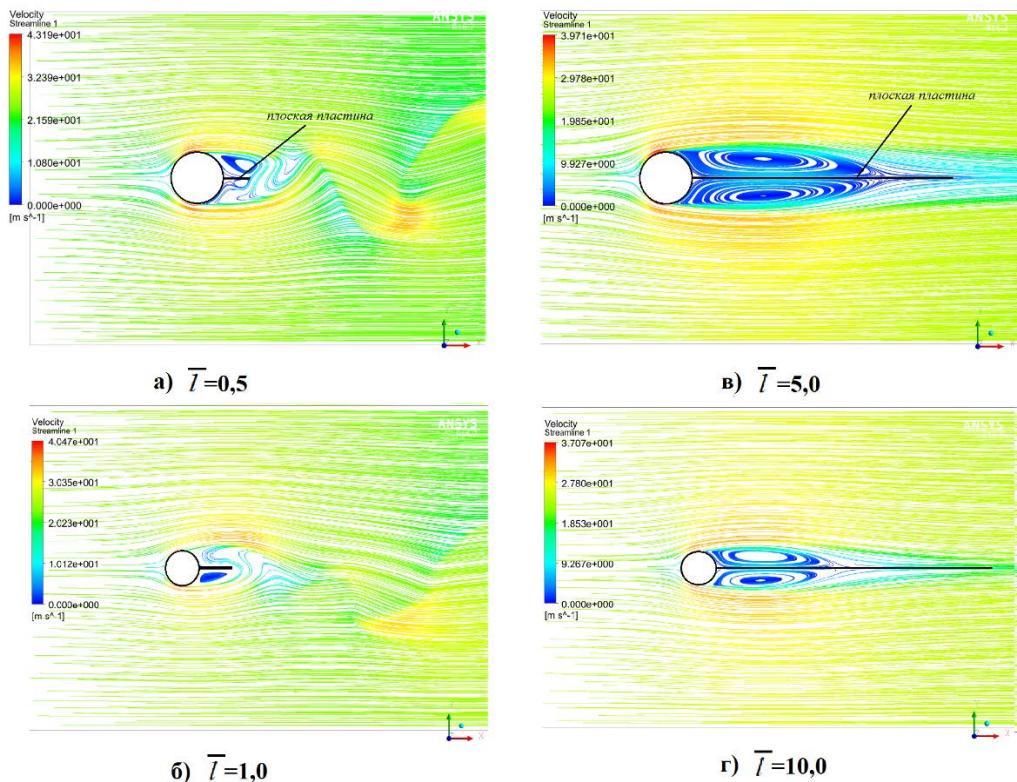 Velocity
Streamline 1
4.319e+001
3.239e+001
2.159e+001
1.080e+001
0.000e+000
[m s^-1]
ANSYS
плоская пластина
а) l=0,5
Velocity
Streamline 1
3.971e+001
2.978e+001
1.985e+001
9.927e+000
0.000e+000
[m s^-1]
ANSYS
плоская пластина
в) l=5,0
Velocity
Streamline 1
4.047e+001
3.035e+001
2.023e+001
1.012e+001
0.000e+000
[m s^-1]
ANSYS
б) l=1,0
Velocity
Streamline 1
3.707e+001
2.780e+001
1.853e+001
9.267e+000
0.000e+000
[m s^-1]
ANSYS
г) l=10,0